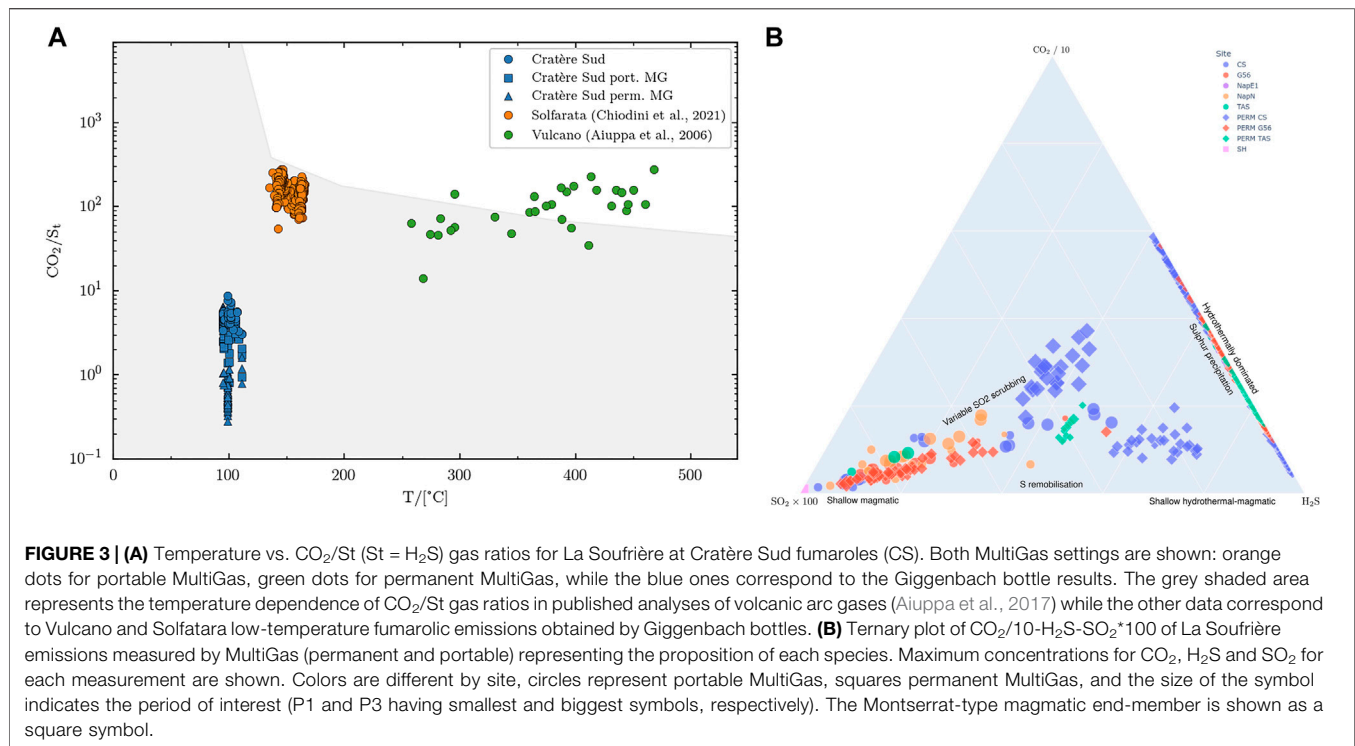 A
Cratère Sud
Cratère Sud port. MG
Cratère Sud perm. MG
Solfarata (Chiodini et al., 2021)
Vulcano (Aiuppa et al., 2006)
10³
10²
10¹
10⁰
10⁻¹
CO₂/Sₜ
0
100
200
300
400
500
T/[°C]
B
CO₂ / 10
Site
CS
G56
NapE1
NapN
TAS
PERM CS
PERM G56
PERM TAS
SH
Hydrothermally dominated
Sulphur precipitation
Variable SO2 scrubbing
S remobilisation
SO₂ × 100
Shallow magmatic
Shallow hydrothermal-magmatic
H₂S
FIGURE 3 | (A) Temperature vs. CO₂/St (St = H₂S) gas ratios for La Soufrière at Cratère Sud fumaroles (CS). Both MultiGas settings are shown: orange
dots for portable MultiGas, green dots for permanent MultiGas, while the blue ones correspond to the Giggenbach bottle results. The grey shaded area
represents the temperature dependence of CO₂/St gas ratios in published analyses of volcanic arc gases (Aiuppa et al., 2017) while the other data correspond
to Vulcano and Solfatara low-temperature fumarolic emissions obtained by Giggenbach bottles. (B) Ternary plot of CO₂/10-H₂S-SO₂*100 of La Soufrière
emissions measured by MultiGas (permanent and portable) representing the proposition of each species. Maximum concentrations for CO₂, H₂S and SO₂ for
each measurement are shown. Colors are different by site, circles represent portable MultiGas, squares permanent MultiGas, and the size of the symbol
indicates the period of interest (P1 and P3 having smallest and biggest symbols, respectively). The Montserrat-type magmatic end-member is shown as a
square symbol.